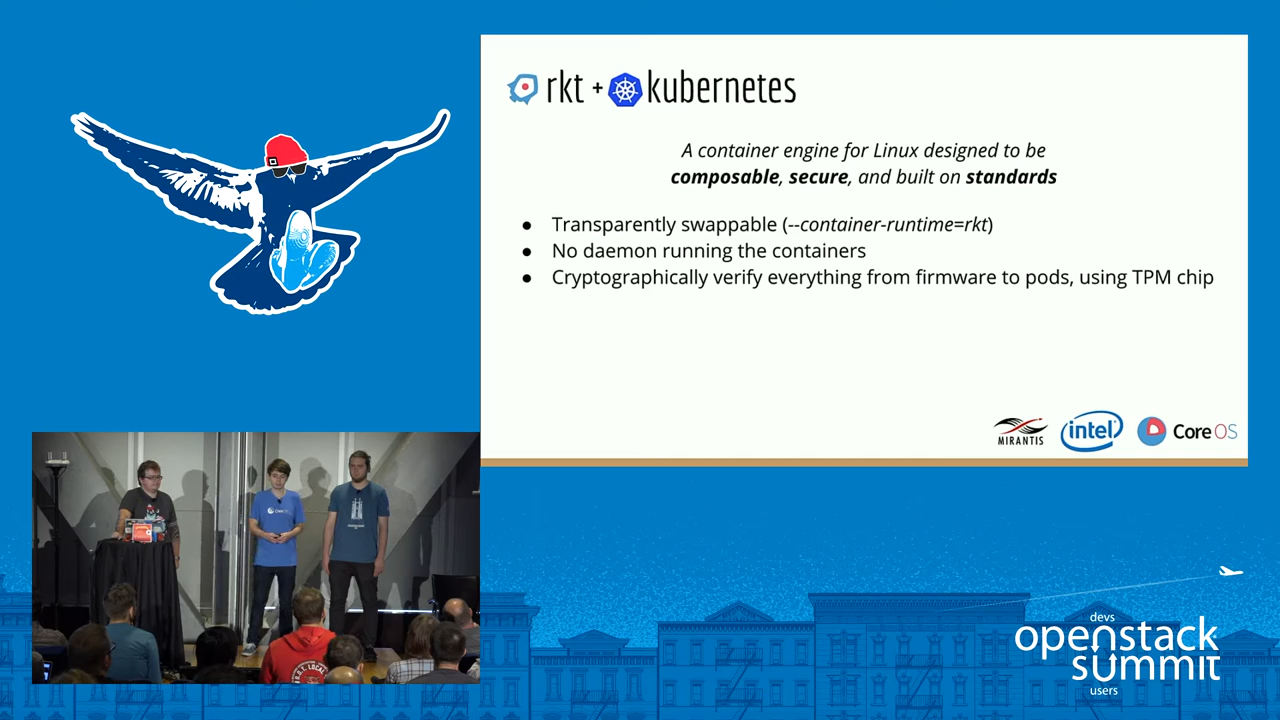 rkt + kubernetes
A container engine for Linux designed to be
composable, secure, and built on standards
● Transparently swappable (--container-runtime=rkt)
● No daemon running the containers
● Cryptographically verify everything from firmware to pods, using TPM chip
MIRANTIS
intel
CoreOS
devs
openstack
summit
users